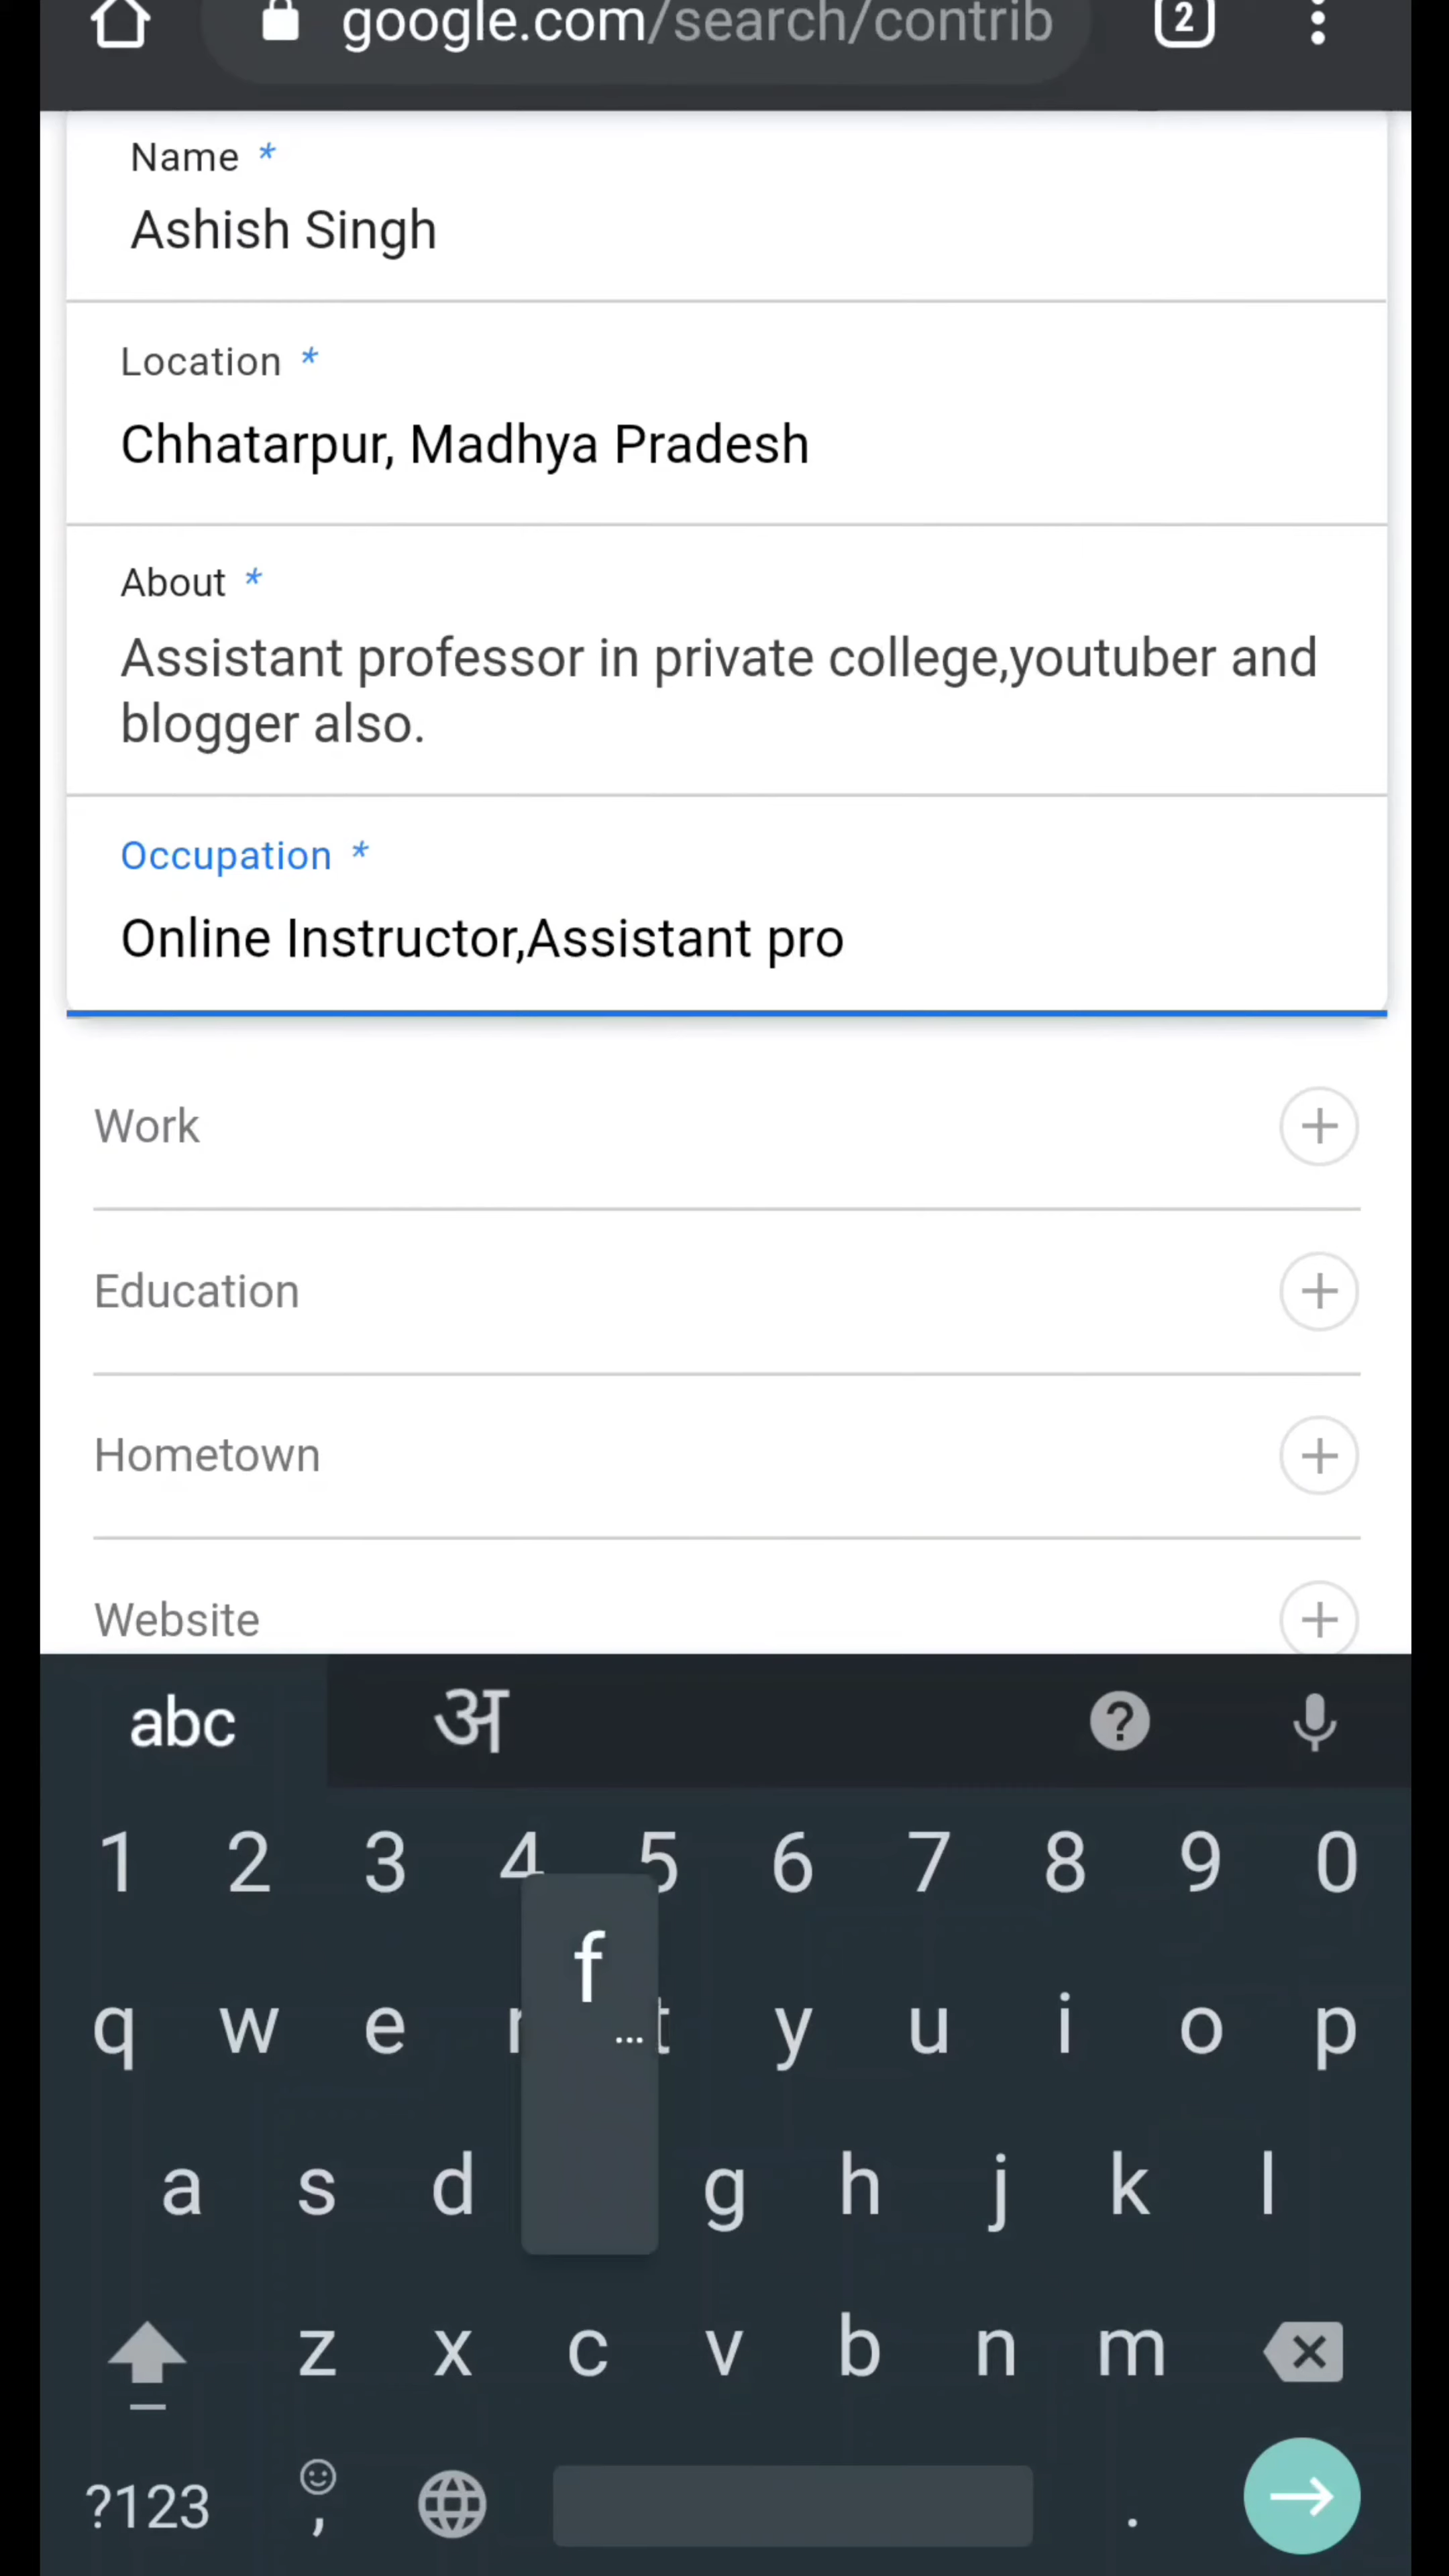 google.com/search/contrib
2
Name *
Ashish Singh
Location *
Chhatarpur, Madhya Pradesh
About *
Assistant professor in private college,youtuber and
blogger also.
Occupation *
Online Instructor,Assistant pro
Work
Education
Hometown
Website
abc अ ?
1 2 3 4 5 6 7 8 9 0
f
q w e r t y u i o p
a s d g h j k l
z x c v b n m
?123 , .